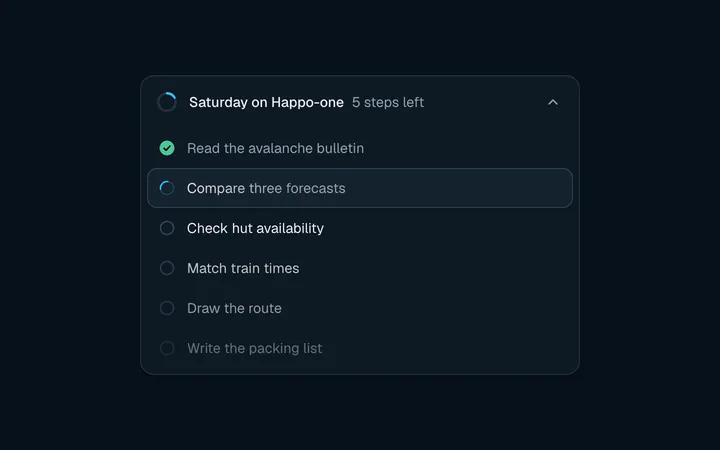 Saturday on Happo-one 5 steps left
Read the avalanche bulletin
Compare three forecasts
Check hut availability
Match train times
Draw the route
Write the packing list